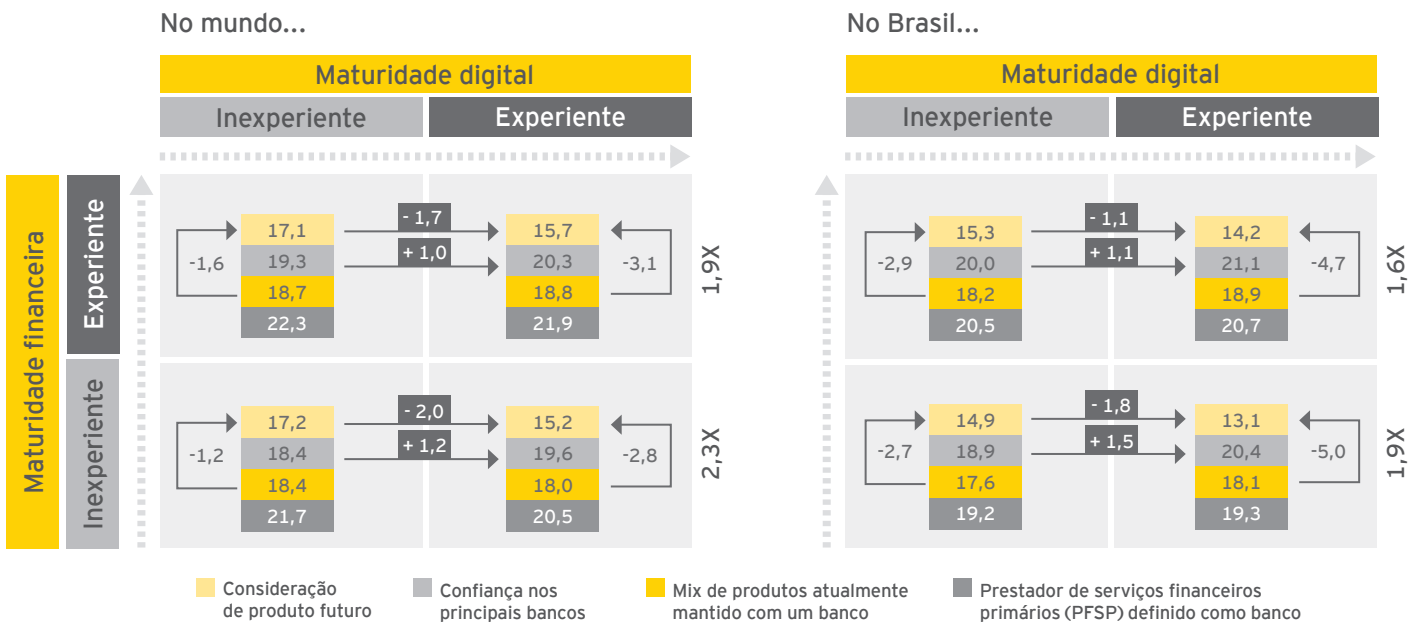 No mundo...
Maturidade digital
Inexperiente
Experiente
Maturidade financeira
Experiente
Inexperiente
-1,6
17,1
19,3
18,7
22,3
- 1,7
+ 1,0
15,7
20,3
18,8
21,9
-3,1
1,9X
-1,2
17,2
18,4
18,4
21,7
- 2,0
+ 1,2
15,2
19,6
18,0
20,5
-2,8
2,3X
No Brasil...
Maturidade digital
Inexperiente
Experiente
-2,9
15,3
20,0
18,2
20,5
- 1,1
+ 1,1
14,2
21,1
18,9
20,7
-4,7
1,6X
-2,7
14,9
18,9
17,6
19,2
- 1,8
+ 1,5
13,1
20,4
18,1
19,3
-5,0
1,9X
Consideração
de produto futuro
Confiança nos
principais bancos
Mix de produtos atualmente
mantido com um banco
Prestador de serviços financeiros
primários (PFSP) definido como banco